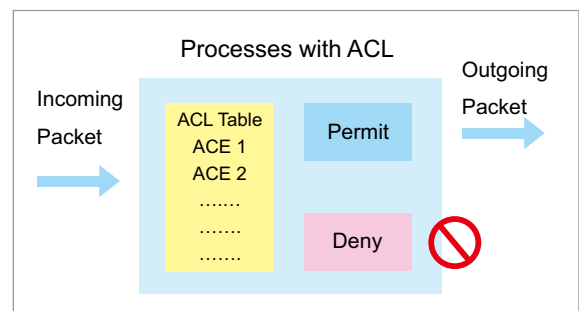 Processes with ACL
Incoming
Packet
ACL Table
ACE 1
ACE 2
.......
.......
.......
Permit
Deny
Outgoing
Packet